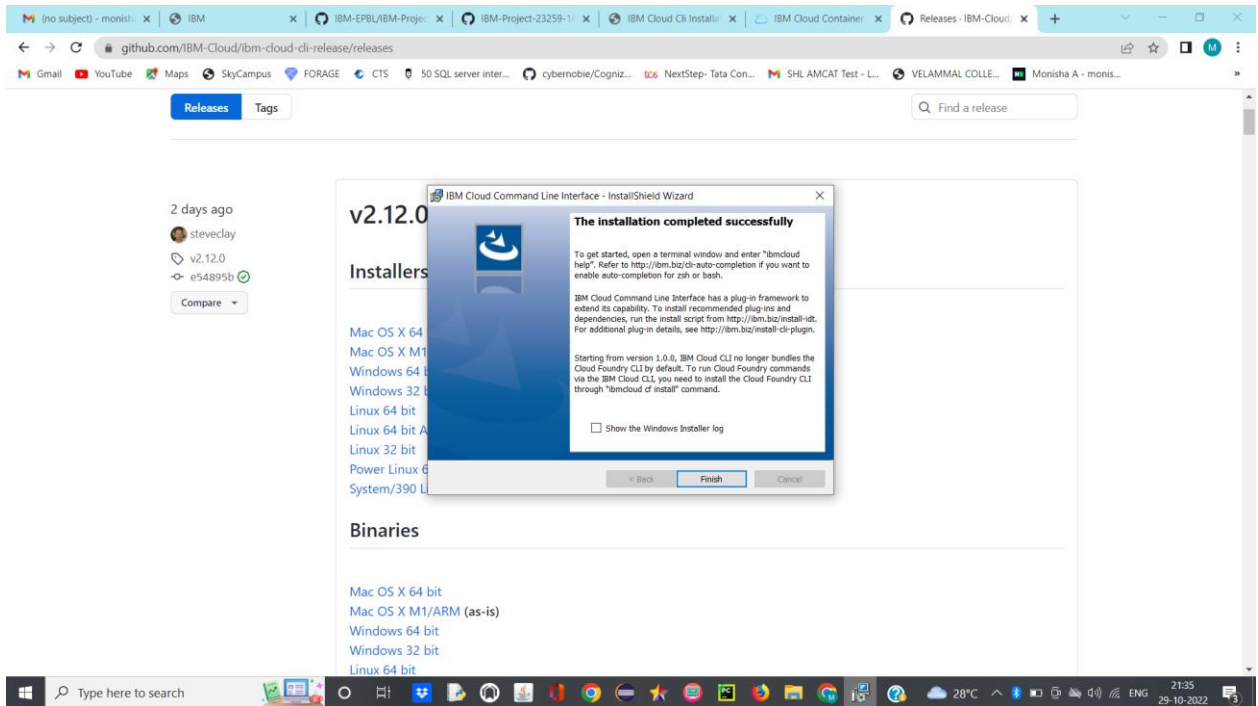 (no subject) - monish
IBM
IBM-EPBL/IBM-Projec
IBM-Project-23259-1
IBM Cloud Cli Installa
IBM Cloud Container
Releases · IBM-Cloud
github.com/IBM-Cloud/ibm-cloud-cli-release/releases
M
Gmail
YouTube
Maps
SkyCampus
FORAGE
CTS
50 SQL server inter...
cybernobie/Cogniz...
NextStep- Tata Con...
SHL AMCAT Test - L...
VELAMMAL COLLE...
Monisha A - monis...
»
Releases
Tags
Find a release
2 days ago
steveclay
v2.12.0
e54895b
Compare
v2.12.0
Installers
Mac OS X 64
Mac OS X M1
Windows 64 b
Windows 32 b
Linux 64 bit
Linux 64 bit A
Linux 32 bit
Power Linux 6
System/390 Li
IBM Cloud Command Line Interface - InstallShield Wizard
The installation completed successfully
To get started, open a terminal window and enter "ibmcloud
help". Refer to http://ibm.biz/cli-auto-completion if you want to
enable auto-completion for zsh or bash.
IBM Cloud Command Line Interface has a plug-in framework to
extend its capability. To install recommended plug-ins and
dependencies, run the install script from http://ibm.biz/install-idt.
For additional plug-in details, see http://ibm.biz/install-cli-plugin.
Starting from version 1.0.0, IBM Cloud CLI no longer bundles the
Cloud Foundry CLI by default. To run Cloud Foundry commands
via the IBM Cloud CLI, you need to install the Cloud Foundry CLI
through "ibmcloud cf install" command.
Show the Windows Installer log
< Back
Finish
Cancel
Binaries
Mac OS X 64 bit
Mac OS X M1/ARM (as-is)
Windows 64 bit
Windows 32 bit
Linux 64 bit
Type here to search
28°C
ENG
21:35
29-10-2022
3